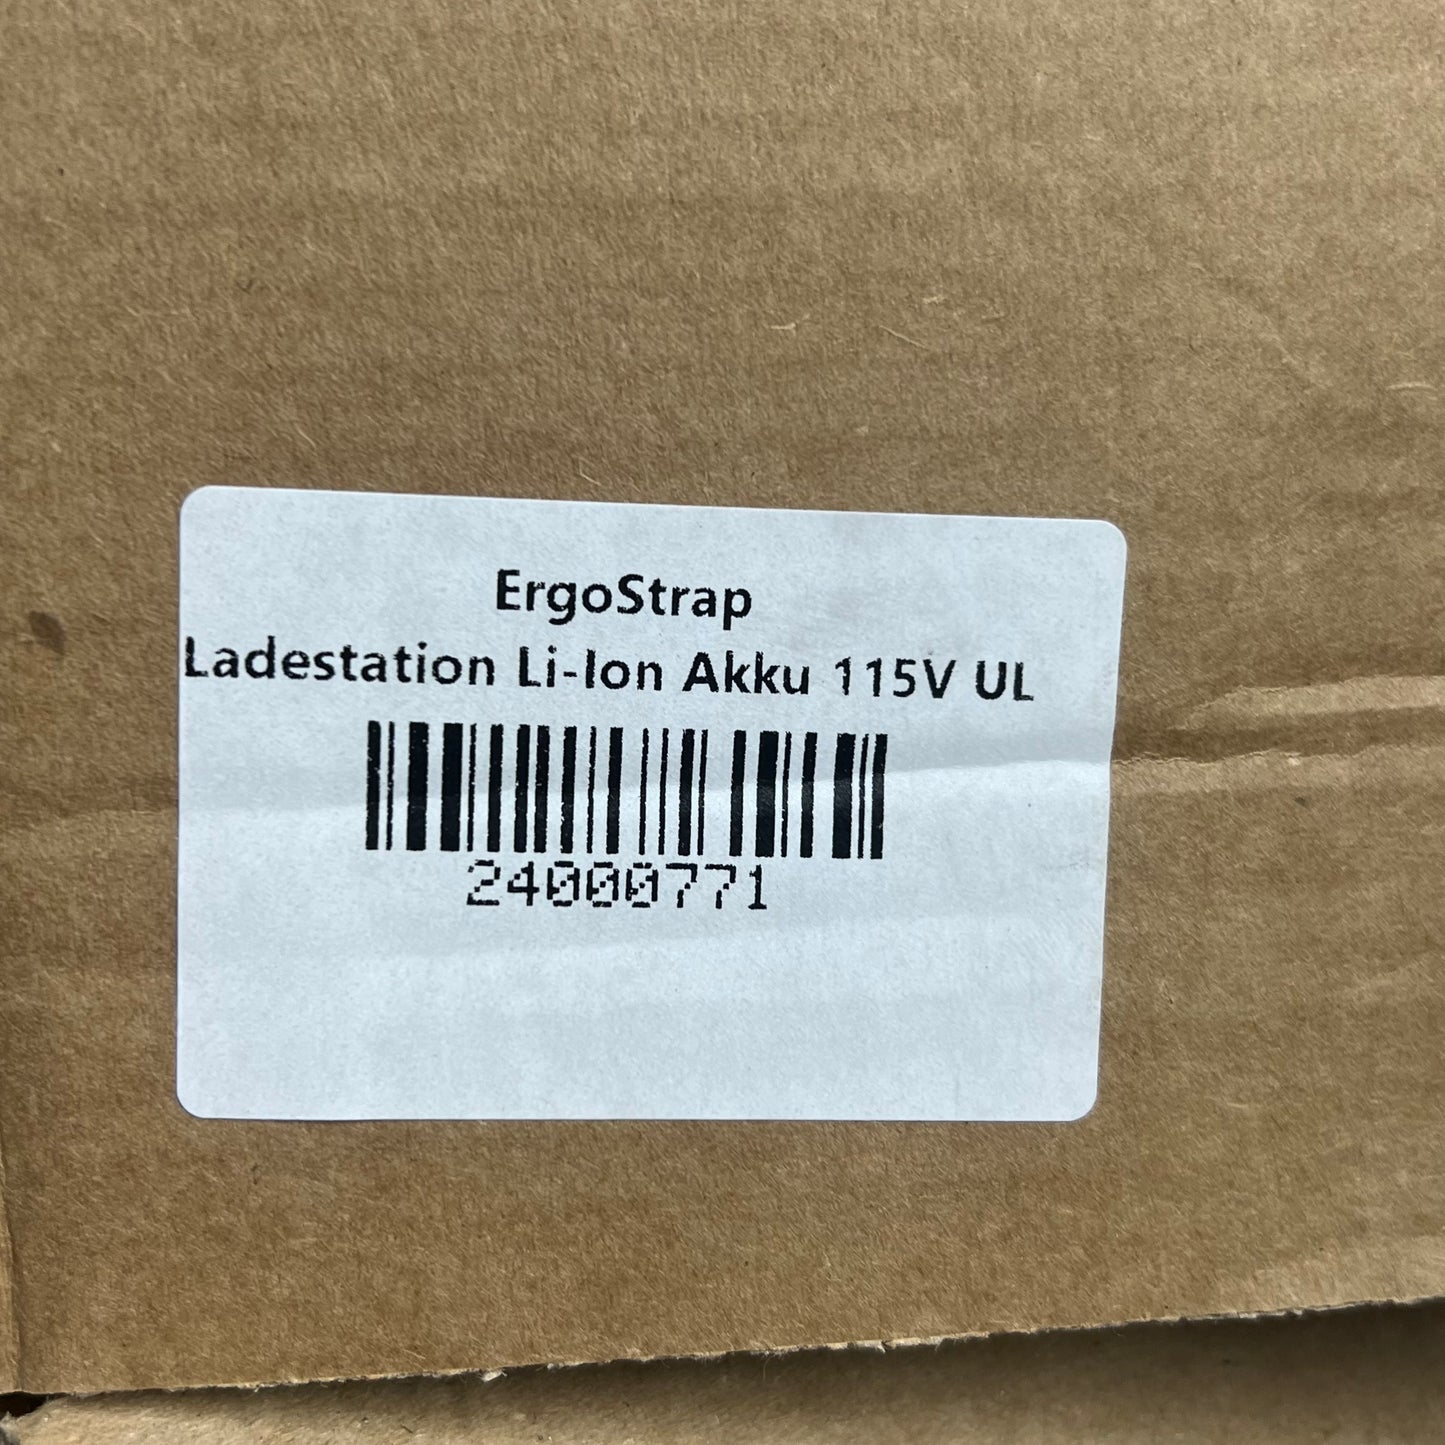 ErgoStrap
Ladestation Li-Ion Akku 115V UL
24000771